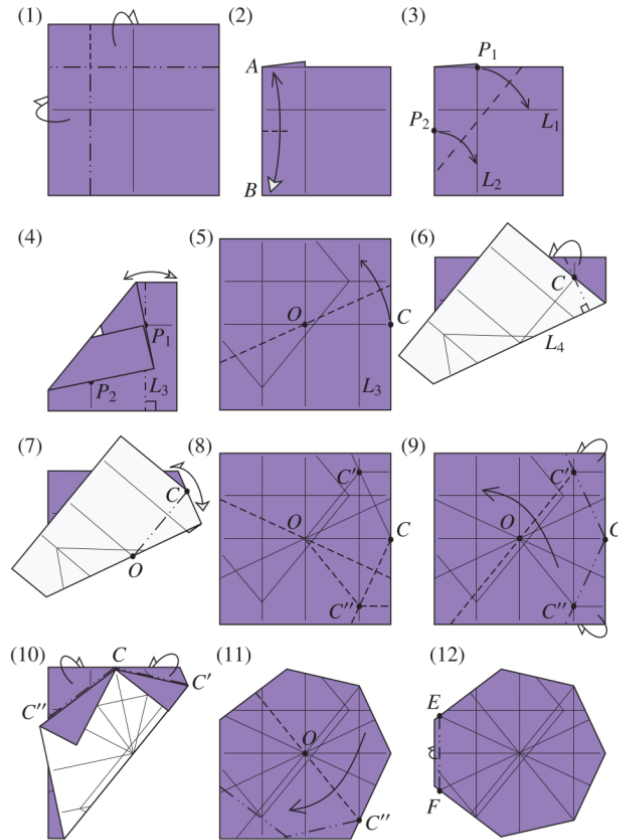 (1)
(2)
A
B
(3)
P₁
P₂
L₁
L₂
(4)
P₁
P₂
L₃
(5)
O
C
L₃
(6)
C
L₄
(7)
C
O
(8)
C′
O
C
C″
(9)
C′
O
C
C″
(10)
C
C″
C′
(11)
O
C″
(12)
E
F